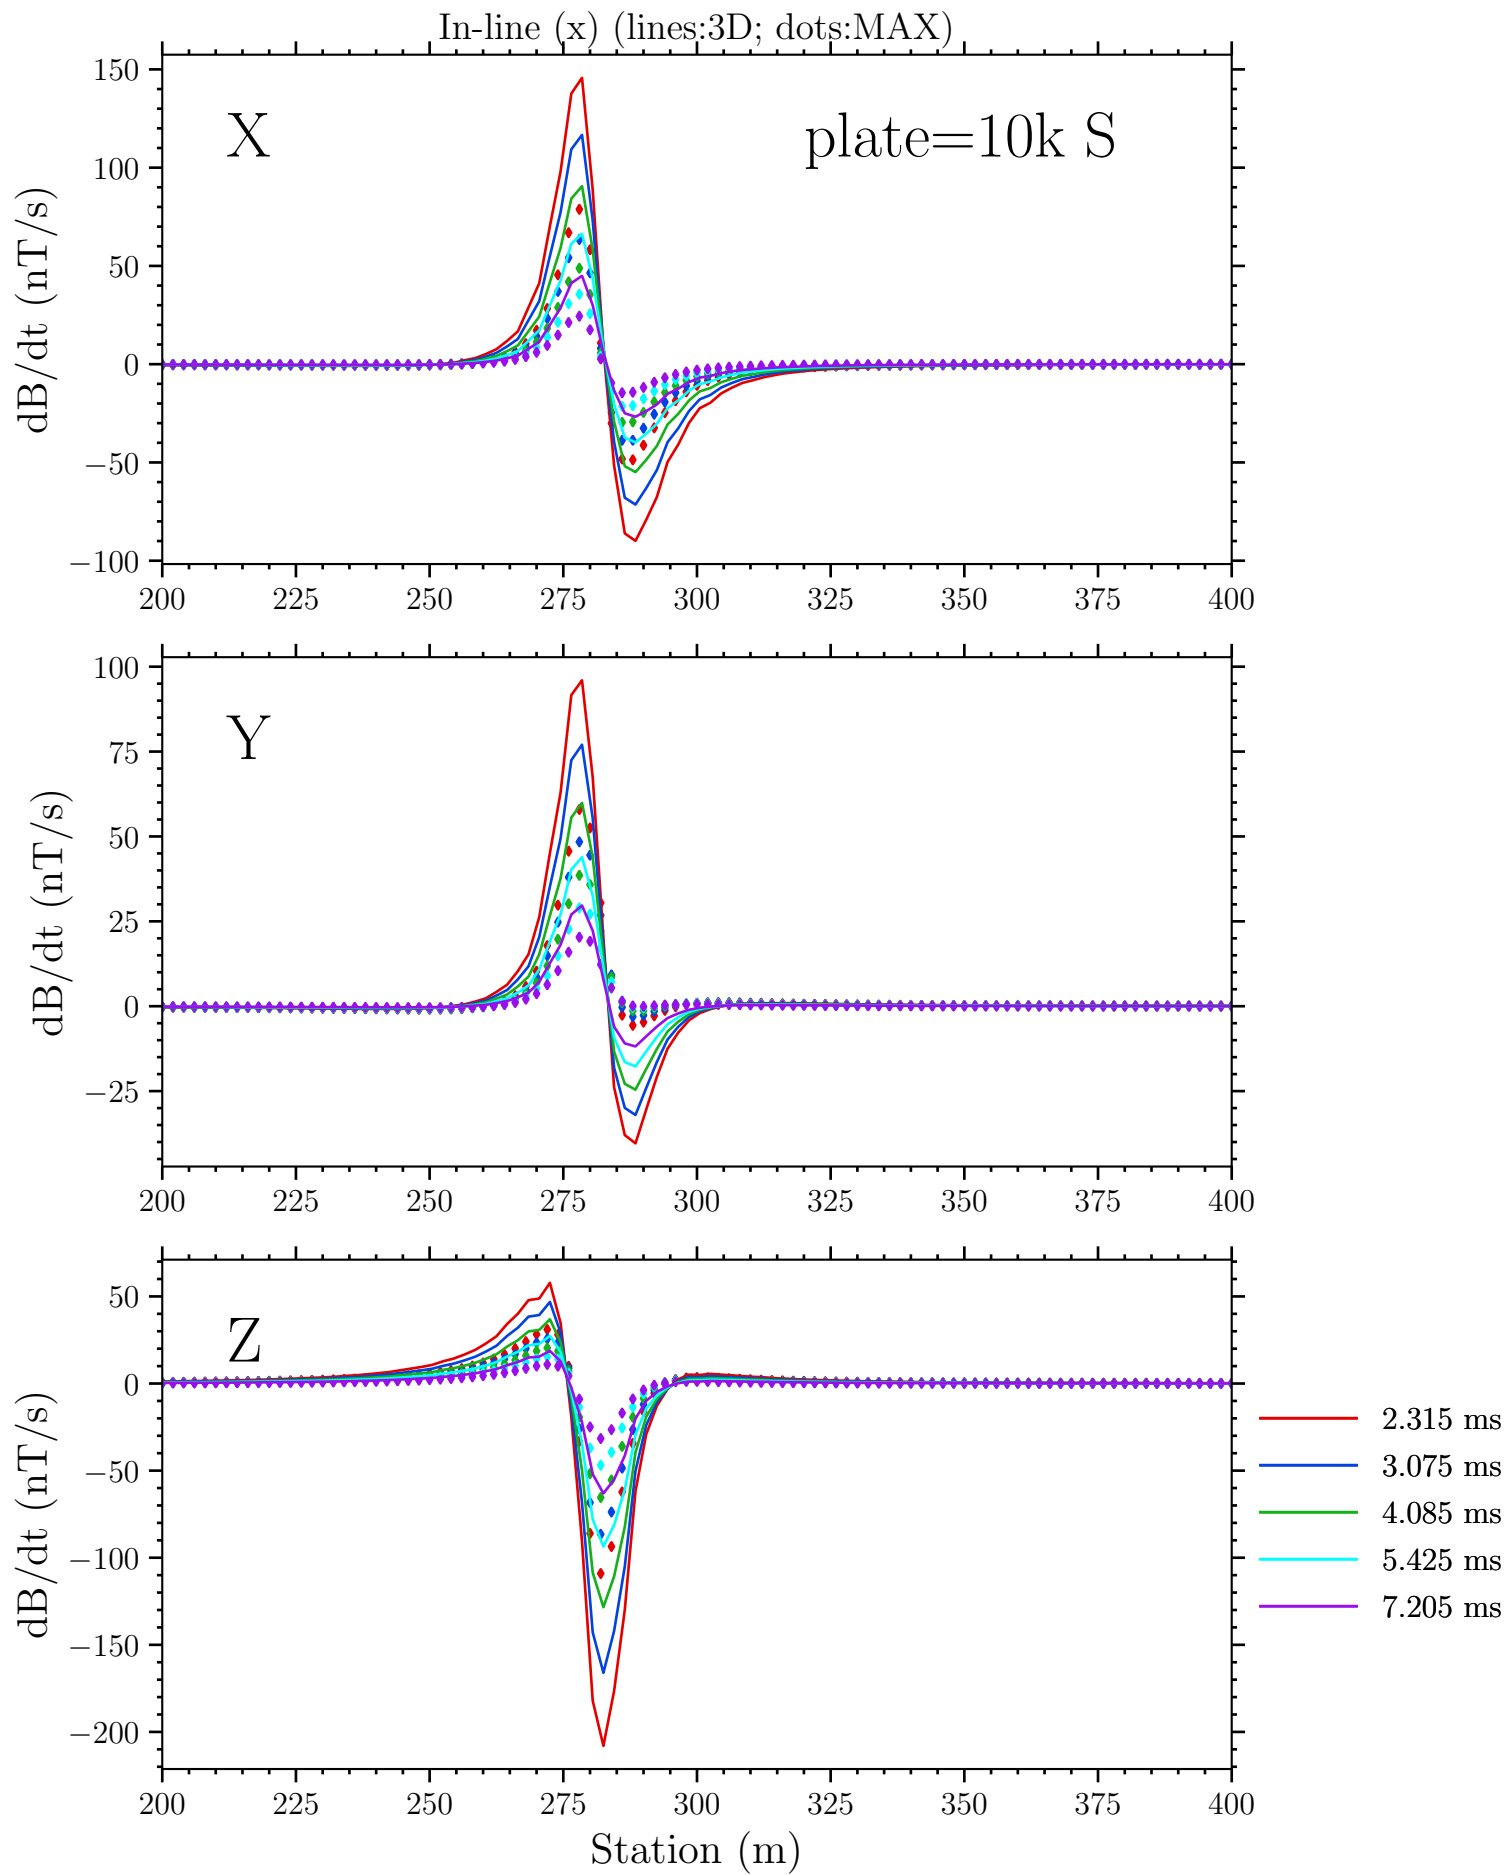 In-line (x) (lines:3D; dots:MAX)
X
plate=10k S
dB/dt (nT/s)
150
100
50
0
−50
−100
200 225 250 275 300 325 350 375 400
Y
dB/dt (nT/s)
100
75
50
25
0
−25
200 225 250 275 300 325 350 375 400
Z
dB/dt (nT/s)
50
0
−50
−100
−150
−200
200 225 250 275 300 325 350 375 400
Station (m)
2.315 ms
3.075 ms
4.085 ms
5.425 ms
7.205 ms